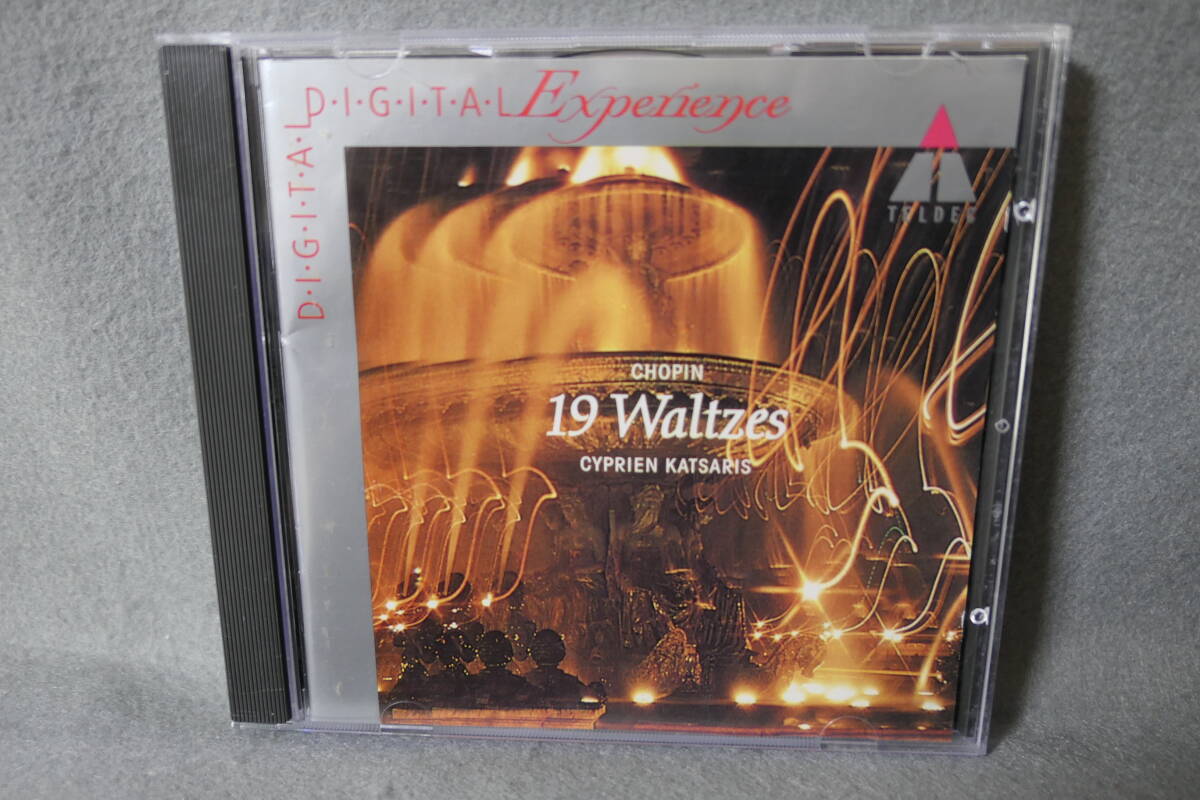 D·I·G·I·T·A·L Experience
D·I·G·I·T·A·L
TELDEC
CHOPIN
19 Waltzes
CYPRIEN KATSARIS